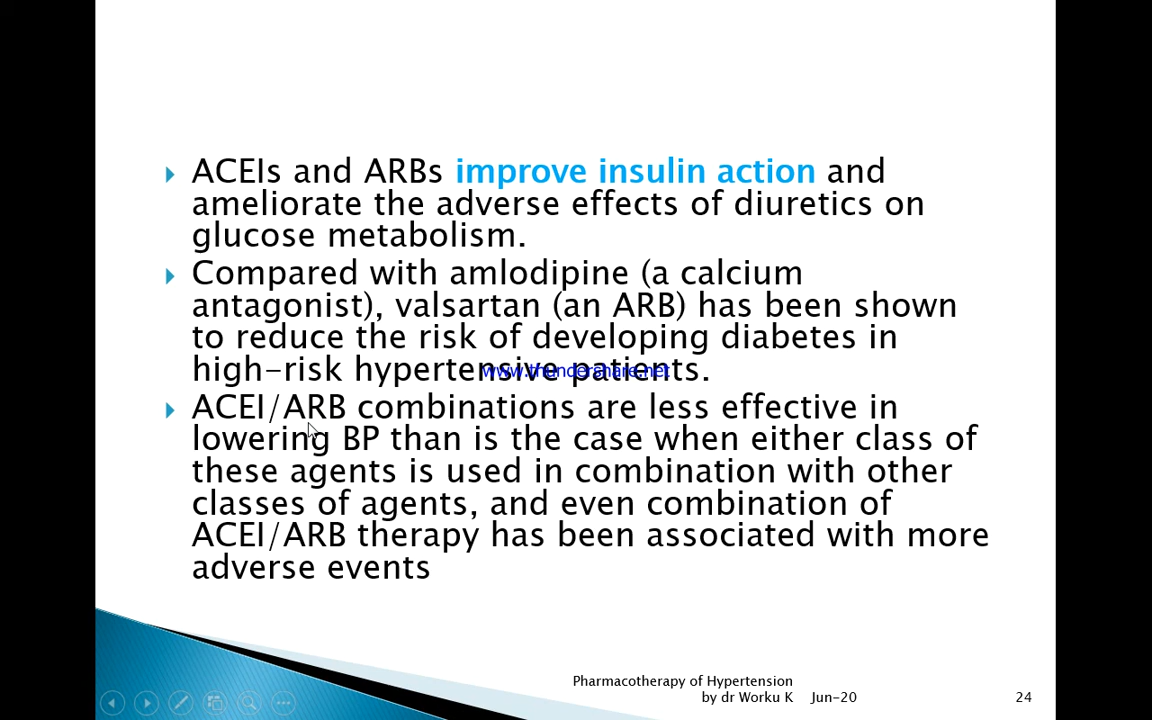 ACEIs and ARBs improve insulin action and
ameliorate the adverse effects of diuretics on
glucose metabolism.
Compared with amlodipine (a calcium
antagonist), valsartan (an ARB) has been shown
to reduce the risk of developing diabetes in
high-risk hypertensive patients.
www.thundershare.net
ACEI/ARB combinations are less effective in
lowering BP than is the case when either class of
these agents is used in combination with other
classes of agents, and even combination of
ACEI/ARB therapy has been associated with more
adverse events
Pharmacotherapy of Hypertension
by dr Worku K Jun-20 24